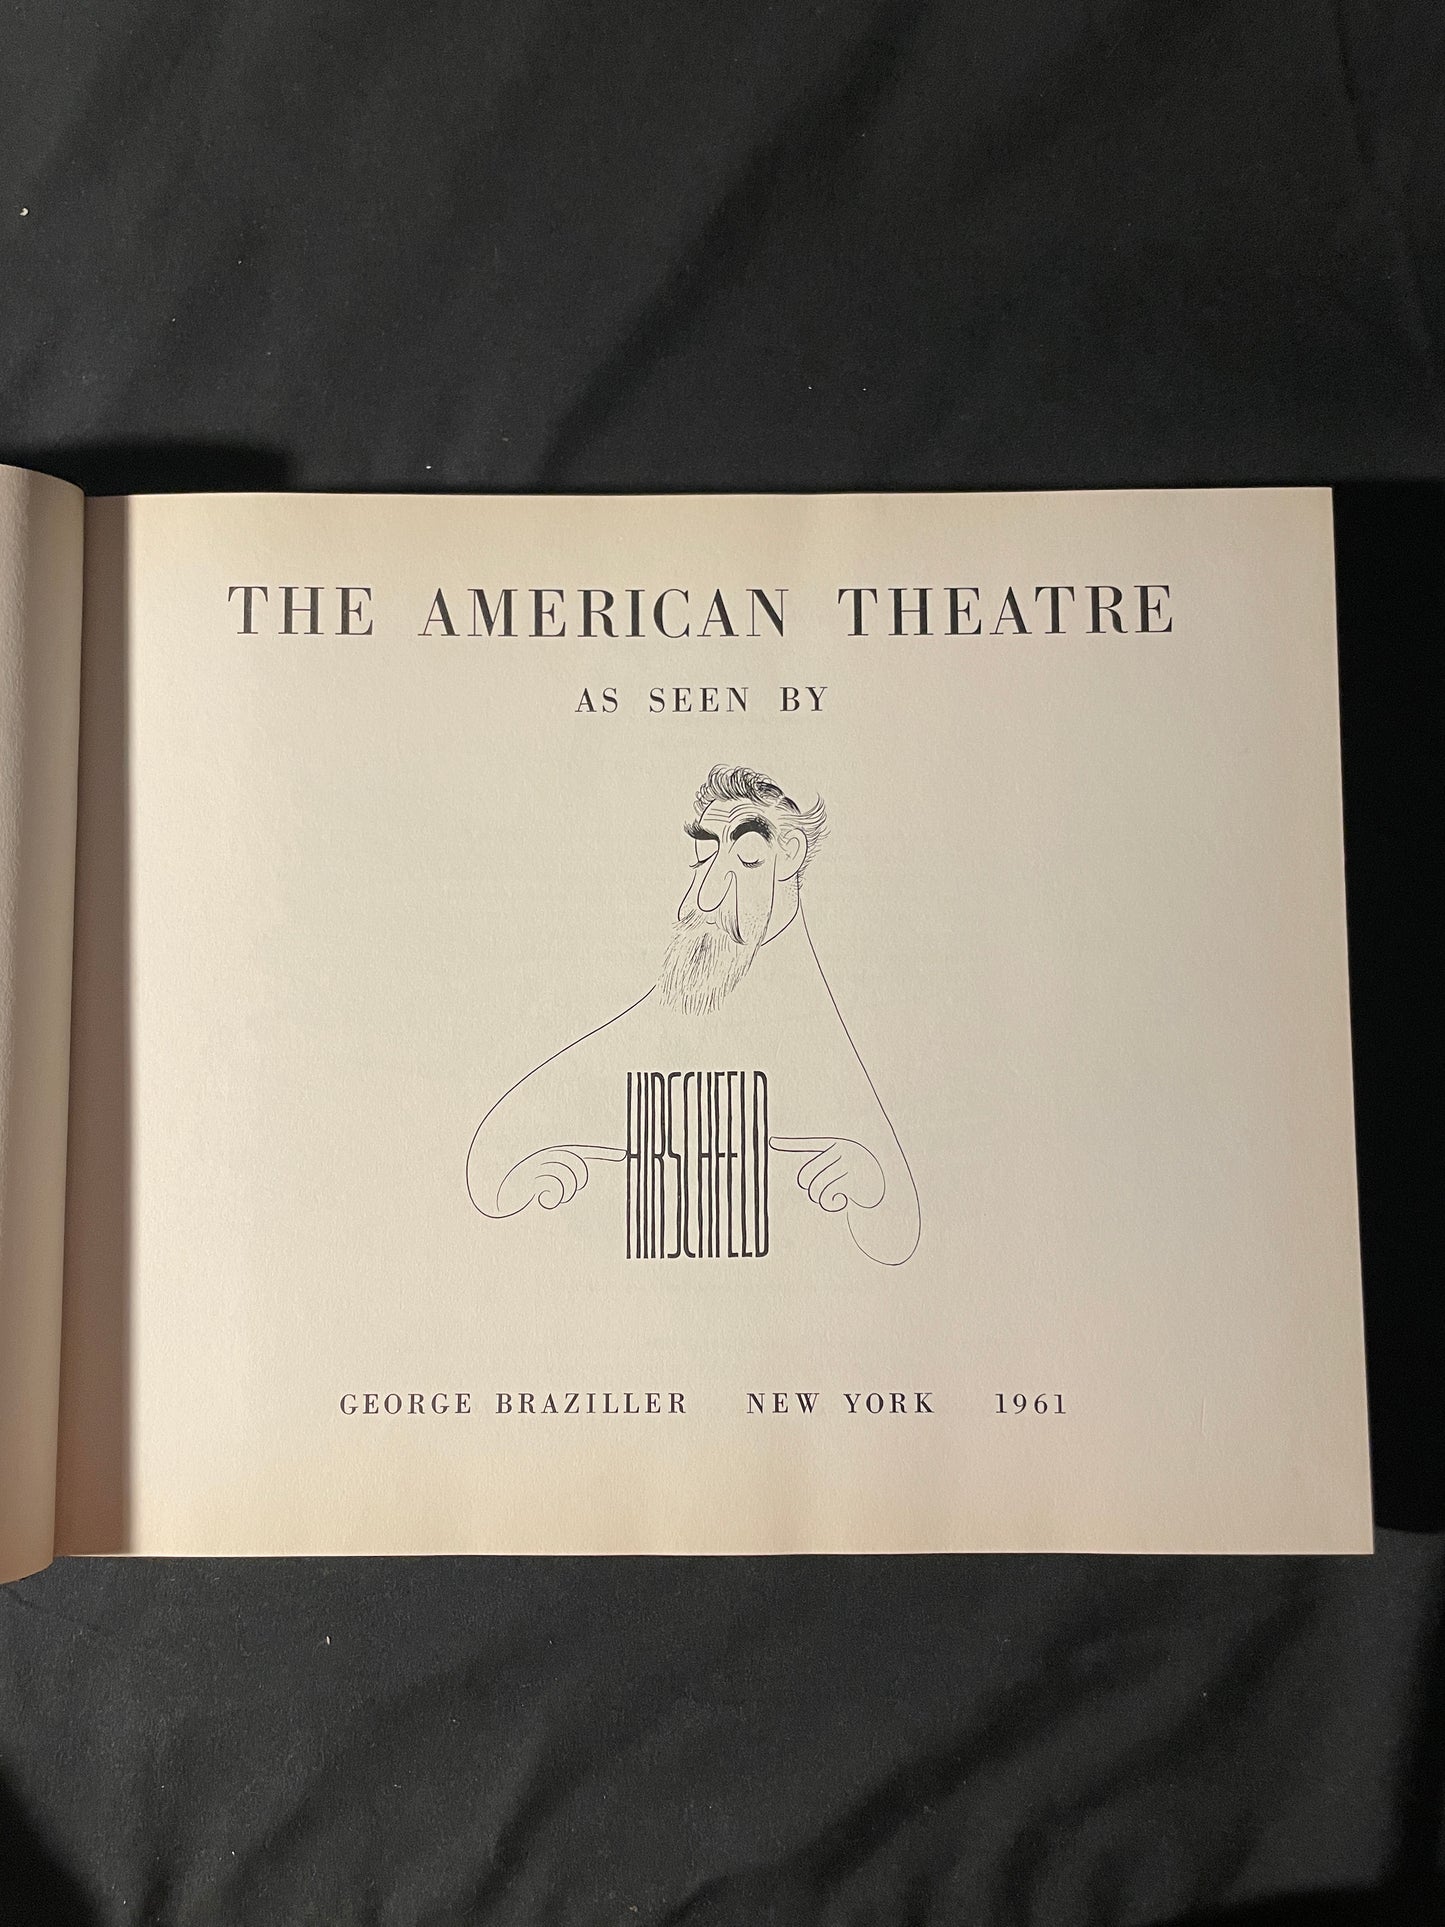 THE AMERICAN THEATRE
AS SEEN BY
HIRSCHFELD
GEORGE BRAZILLER NEW YORK 1961